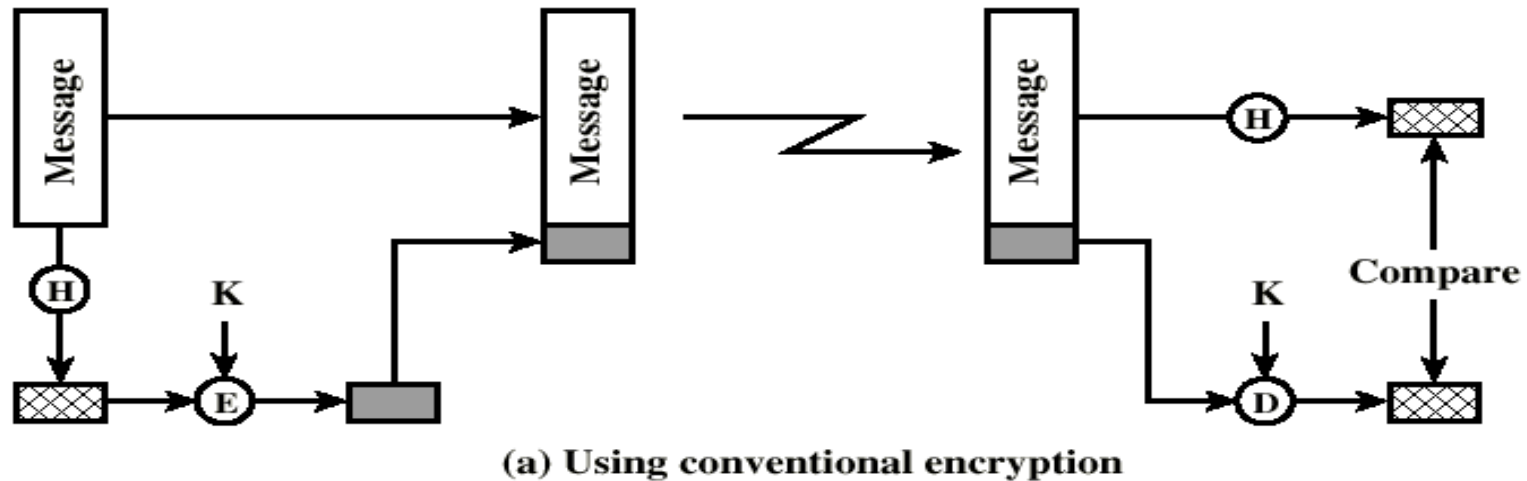 Message
Message
Message
H
H
K
K
Compare
E
D
(a) Using conventional encryption